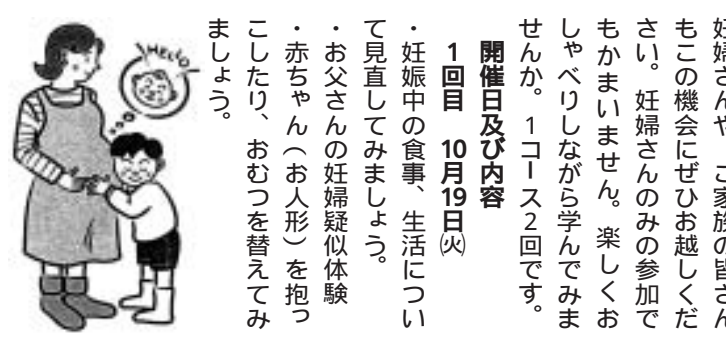 妊婦さんや、ご家族の皆さん
もこの機会にぜひお越しくだ
さい。妊婦さんのみの参加で
もかまいません。楽しくお
しゃべりしながら学んでみま
せんか。1コース2回です。
開催日及び内容
1回目 10月19日㈫
・妊娠中の食事、生活につい
て見直してみましょう。
・お父さんの妊婦疑似体験
・赤ちゃん(お人形)を抱っ
こしたり、おむつを替えてみ
ましょう。
HELLO